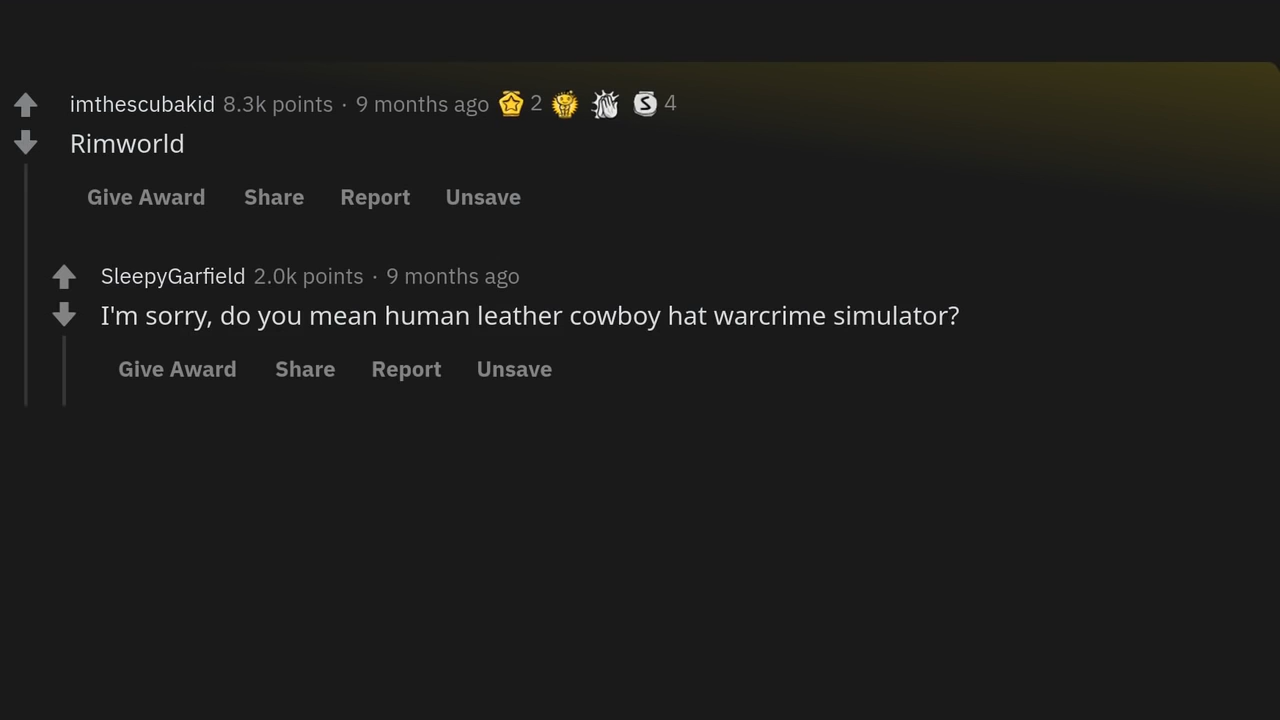 imthescubakid 8.3k points · 9 months ago 2 S 4
Rimworld
Give Award Share Report Unsave
SleepyGarfield 2.0k points · 9 months ago
I'm sorry, do you mean human leather cowboy hat warcrime simulator?
Give Award Share Report Unsave